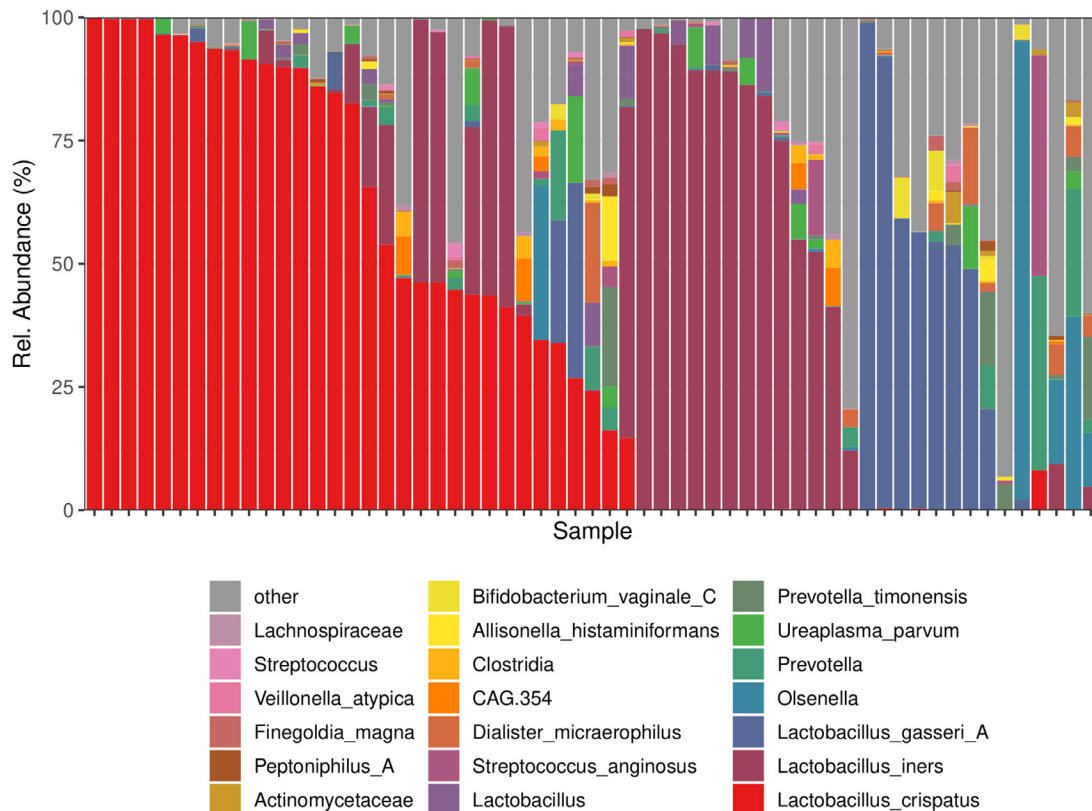 100
75
50
25
0
Rel. Abundance (%)
Sample
other
Lachnospiraceae
Streptococcus
Veillonella_atypica
Finegoldia_magna
Peptoniphilus_A
Actinomycetaceae
Bifidobacterium_vaginale_C
Allisonella_histaminiformans
Clostridia
CAG.354
Dialister_micraerophilus
Streptococcus_anginosus
Lactobacillus
Prevotella_timonensis
Ureaplasma_parvum
Prevotella
Olsenella
Lactobacillus_gasseri_A
Lactobacillus_iners
Lactobacillus_crispatus